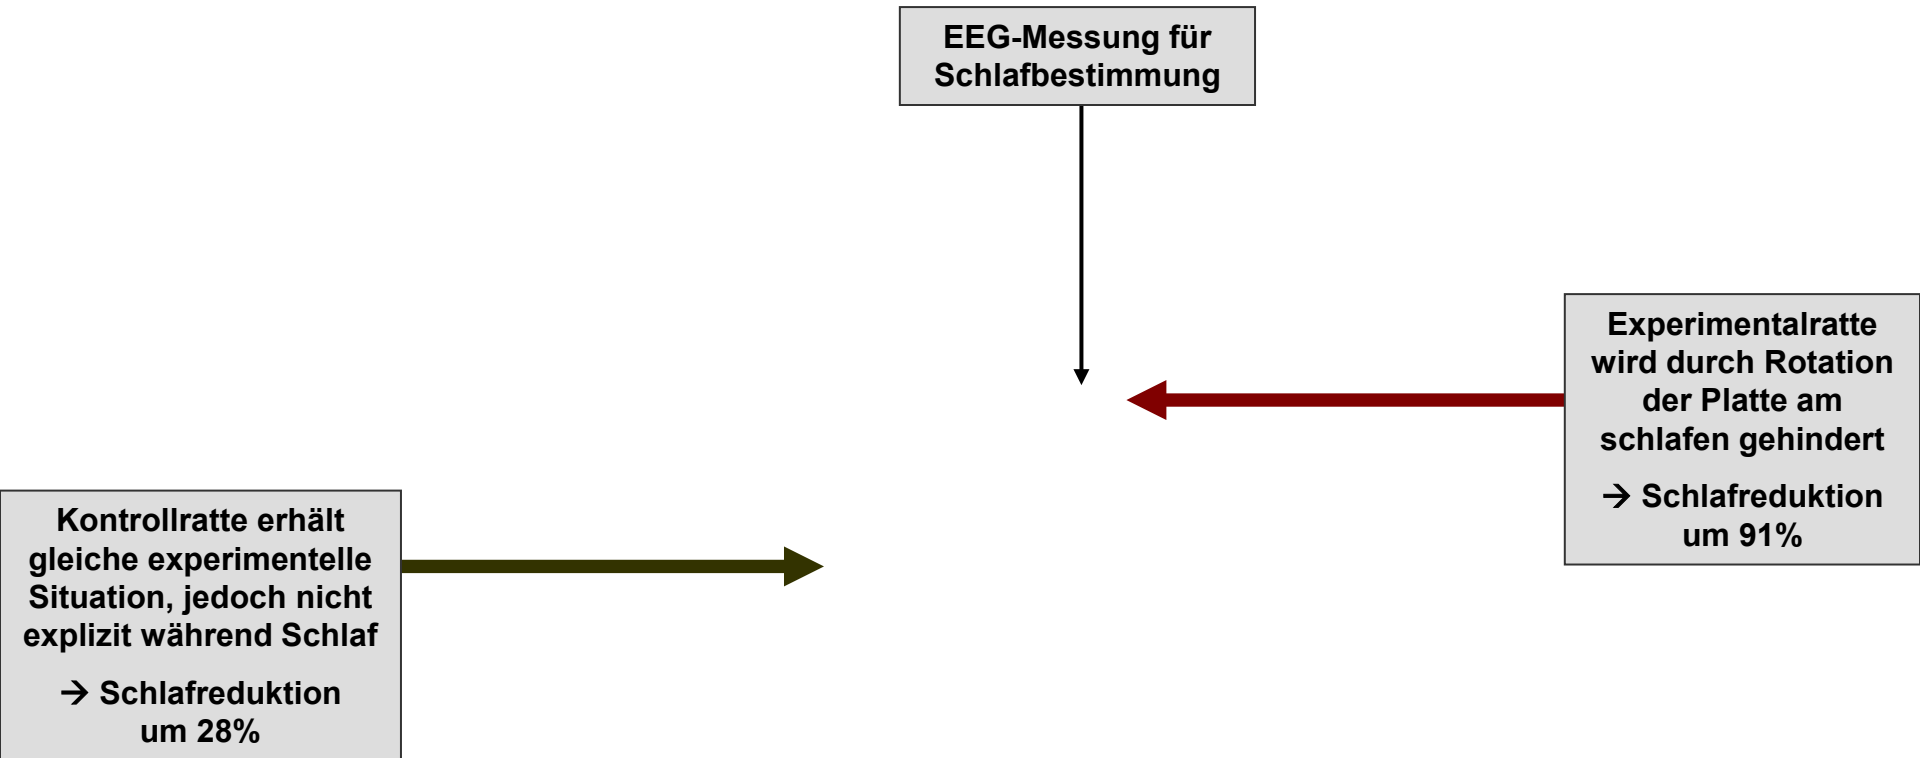 EEG-Messung für
Schlafbestimmung
Experimentalratte
wird durch Rotation
der Platte am
schlafen gehindert
→ Schlafreduktion
um 91%
Kontrollratte erhält
gleiche experimentelle
Situation, jedoch nicht
explizit während Schlaf
→ Schlafreduktion
um 28%